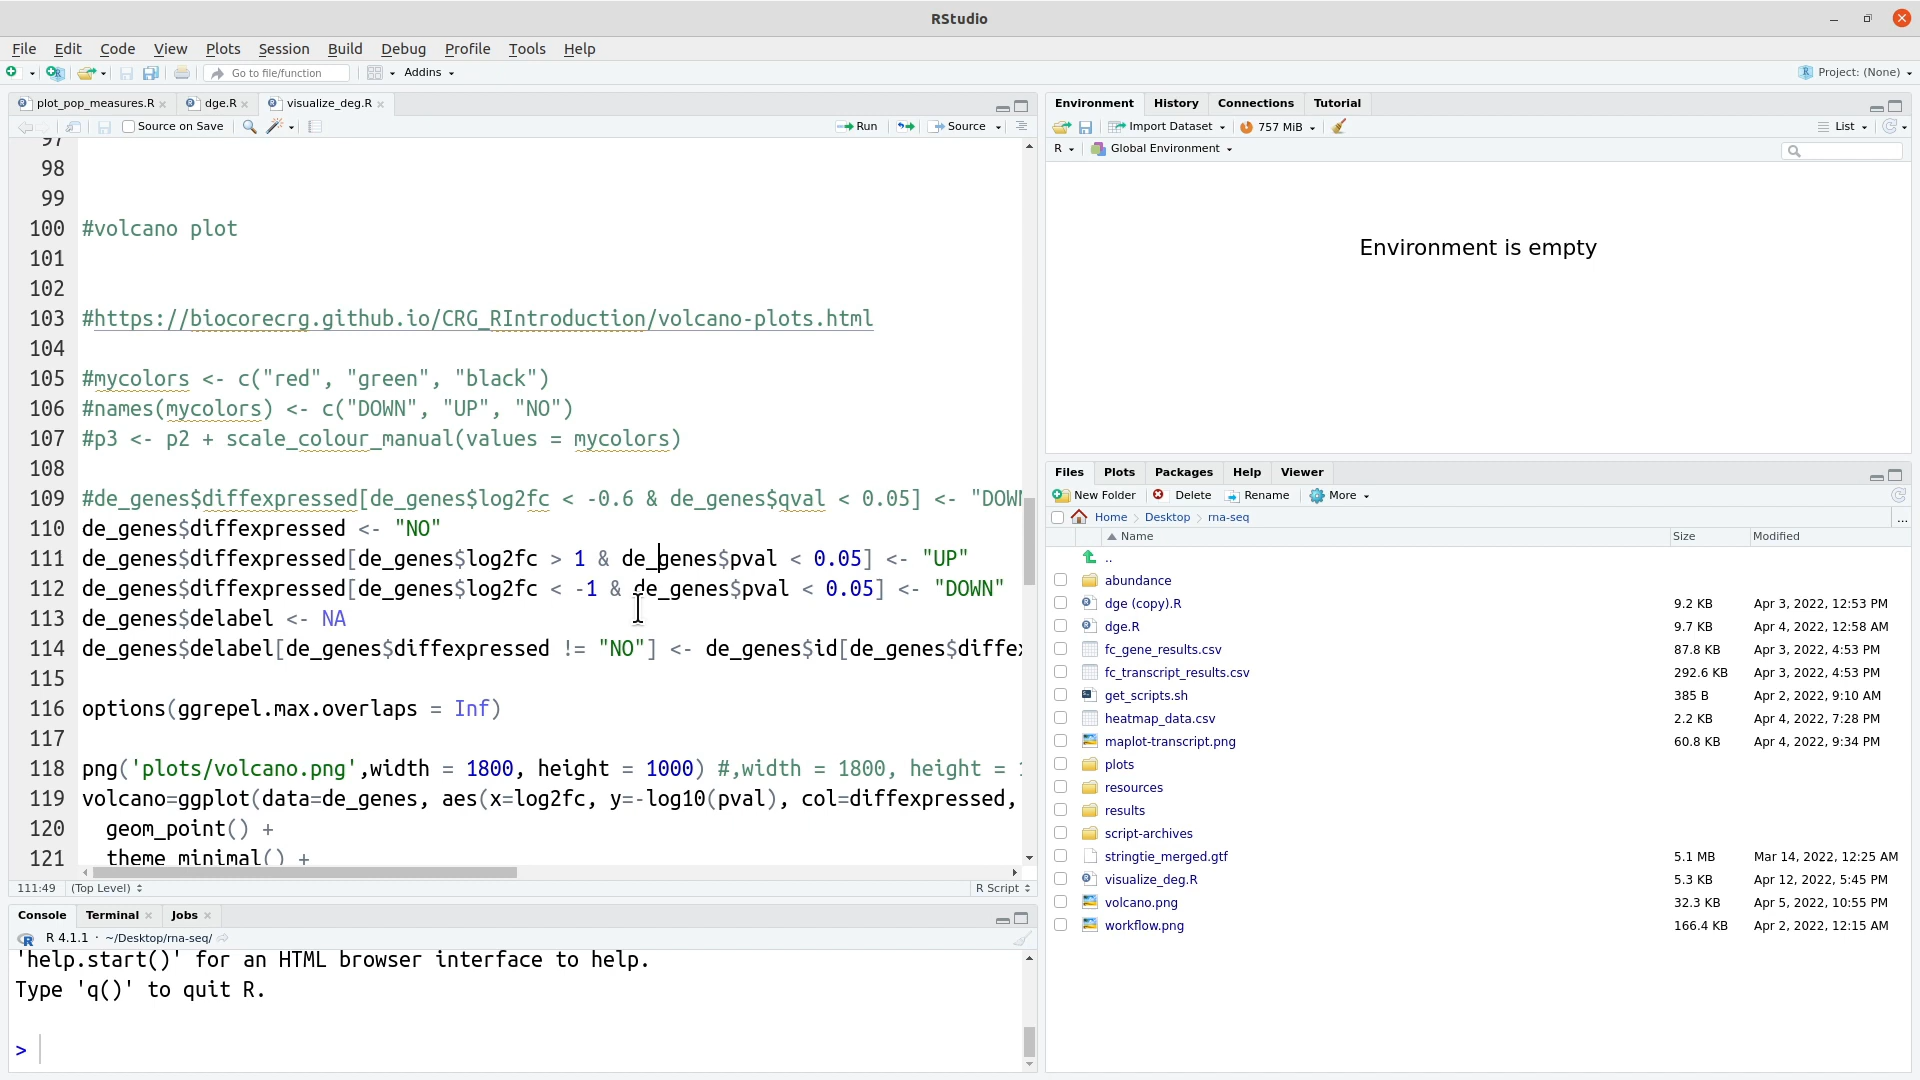 RStudio
File Edit Code View Plots Session Build Debug Profile Tools Help
Go to file/function Addins Project: (None)
plot_pop_measures.R dge.R visualize_deg.R
Source on Save Run Source
97
98
99
100 #volcano plot
101
102
103 #https://biocorecrg.github.io/CRG_RIntroduction/volcano-plots.html
104
105 #mycolors <- c("red", "green", "black")
106 #names(mycolors) <- c("DOWN", "UP", "NO")
107 #p3 <- p2 + scale_colour_manual(values = mycolors)
108
109 #de_genes$diffexpressed[de_genes$log2fc < -0.6 & de_genes$qval < 0.05] <- "DOWN
110 de_genes$diffexpressed <- "NO"
111 de_genes$diffexpressed[de_genes$log2fc > 1 & de_genes$pval < 0.05] <- "UP"
112 de_genes$diffexpressed[de_genes$log2fc < -1 & de_genes$pval < 0.05] <- "DOWN"
113 de_genes$delabel <- NA
114 de_genes$delabel[de_genes$diffexpressed != "NO"] <- de_genes$id[de_genes$diffex
115
116 options(ggrepel.max.overlaps = Inf)
117
118 png('plots/volcano.png',width = 1800, height = 1000) #,width = 1800, height =
119 volcano=ggplot(data=de_genes, aes(x=log2fc, y=-log10(pval), col=diffexpressed,
120 geom_point() +
121 theme_minimal() +
111:49 (Top Level) R Script
Console Terminal Jobs
R 4.1.1 · ~/Desktop/rna-seq/
'help.start()' for an HTML browser interface to help.
Type 'q()' to quit R.
>
Environment History Connections Tutorial
Import Dataset 757 MiB List
R Global Environment
Environment is empty
Files Plots Packages Help Viewer
New Folder Delete Rename More
Home Desktop rna-seq ...
Name Size Modified
..
abundance
dge (copy).R 9.2 KB Apr 3, 2022, 12:53 PM
dge.R 9.7 KB Apr 4, 2022, 12:58 AM
fc_gene_results.csv 87.8 KB Apr 3, 2022, 4:53 PM
fc_transcript_results.csv 292.6 KB Apr 3, 2022, 4:53 PM
get_scripts.sh 385 B Apr 2, 2022, 9:10 AM
heatmap_data.csv 2.2 KB Apr 4, 2022, 7:28 PM
maplot-transcript.png 60.8 KB Apr 4, 2022, 9:34 PM
plots
resources
results
script-archives
stringtie_merged.gtf 5.1 MB Mar 14, 2022, 12:25 AM
visualize_deg.R 5.3 KB Apr 12, 2022, 5:45 PM
volcano.png 32.3 KB Apr 5, 2022, 10:55 PM
workflow.png 166.4 KB Apr 2, 2022, 12:15 AM